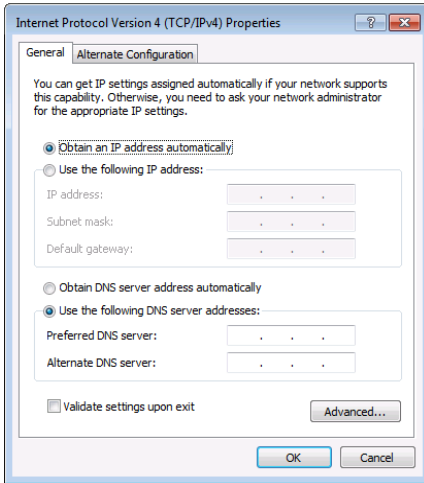 Internet Protocol Version 4 (TCP/IPv4) Properties
General
Alternate Configuration
You can get IP settings assigned automatically if your network supports
this capability. Otherwise, you need to ask your network administrator
for the appropriate IP settings.
Obtain an IP address automatically
Use the following IP address:
IP address:
Subnet mask:
Default gateway:
Obtain DNS server address automatically
Use the following DNS server addresses:
Preferred DNS server:
Alternate DNS server:
Validate settings upon exit
Advanced...
OK
Cancel